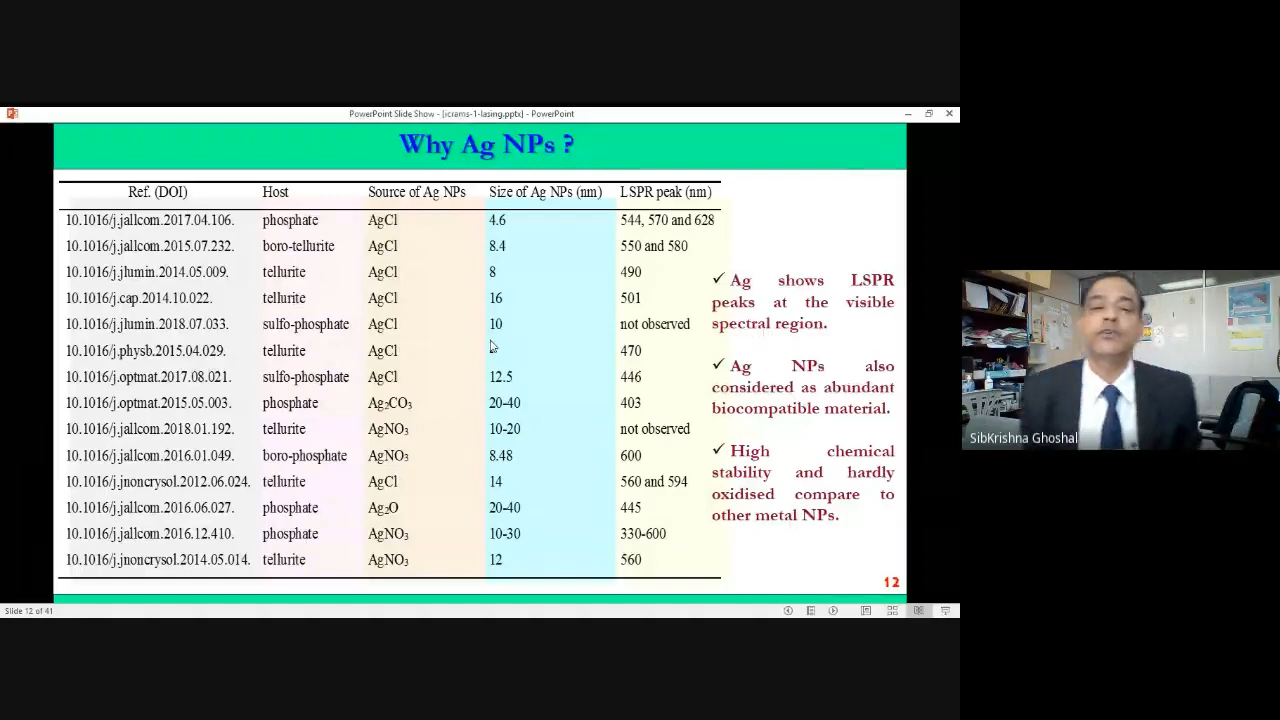 PowerPoint Slide Show - [icrams-1-lasing.pptx] - PowerPoint
Why Ag NPs ?
Ref. (DOI) Host Source of Ag NPs Size of Ag NPs (nm) LSPR peak (nm)
10.1016/j.jallcom.2017.04.106. phosphate AgCl 4.6 544, 570 and 628
10.1016/j.jallcom.2015.07.232. boro-tellurite AgCl 8.4 550 and 580
10.1016/j.jlumin.2014.05.009. tellurite AgCl 8 490
10.1016/j.cap.2014.10.022. tellurite AgCl 16 501
10.1016/j.jlumin.2018.07.033. sulfo-phosphate AgCl 10 not observed
10.1016/j.physb.2015.04.029. tellurite AgCl 470
10.1016/j.optmat.2017.08.021. sulfo-phosphate AgCl 12.5 446
10.1016/j.optmat.2015.05.003. phosphate Ag₂CO₃ 20-40 403
10.1016/j.jallcom.2018.01.192. tellurite AgNO₃ 10-20 not observed
10.1016/j.jallcom.2016.01.049. boro-phosphate AgNO₃ 8.48 600
10.1016/j.jnoncrysol.2012.06.024. tellurite AgCl 14 560 and 594
10.1016/j.jallcom.2016.06.027. phosphate Ag₂O 20-40 445
10.1016/j.jallcom.2016.12.410. phosphate AgNO₃ 10-30 330-600
10.1016/j.jnoncrysol.2014.05.014. tellurite AgNO₃ 12 560
✓ Ag shows LSPR
peaks at the visible
spectral region.
✓ Ag NPs also
considered as abundant
biocompatible material.
✓ High chemical
stability and hardly
oxidised compare to
other metal NPs.
12
Slide 12 of 41
SibKrishna Ghoshal